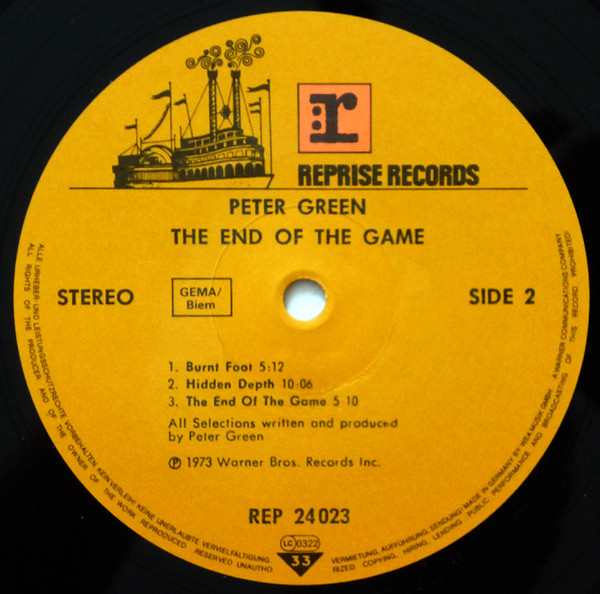 r
REPRISE RECORDS
PETER GREEN
THE END OF THE GAME
STEREO
GEMA/
Biem
SIDE 2
1. Burnt Foot 5:12
2. Hidden Depth 10:06
3. The End Of The Game 5:10
All Selections written and produced
by Peter Green
℗ 1973 Warner Bros. Records Inc.
REP 24 023
LC 0322
33
ALLE URHEBER- UND LEISTUNGSSCHUTZRECHTE VORBEHALTEN. KEIN VERLEIH! KEINE UNERLAUBTE VERVIELFÄLTIGUNG, VERMIETUNG, AUFFÜHRUNG, SENDUNG! MADE IN GERMANY BY WEA MUSIK GMBH · A WARNER COMMUNICATIONS COMPANY
ALL RIGHTS OF THE PRODUCER AND OF THE OWNER OF THE WORK REPRODUCED RESERVED UNAUTHORIZED COPYING, HIRING, LENDING PUBLIC PERFORMANCE AND BROADCASTING OF THIS RECORD PROHIBITED!